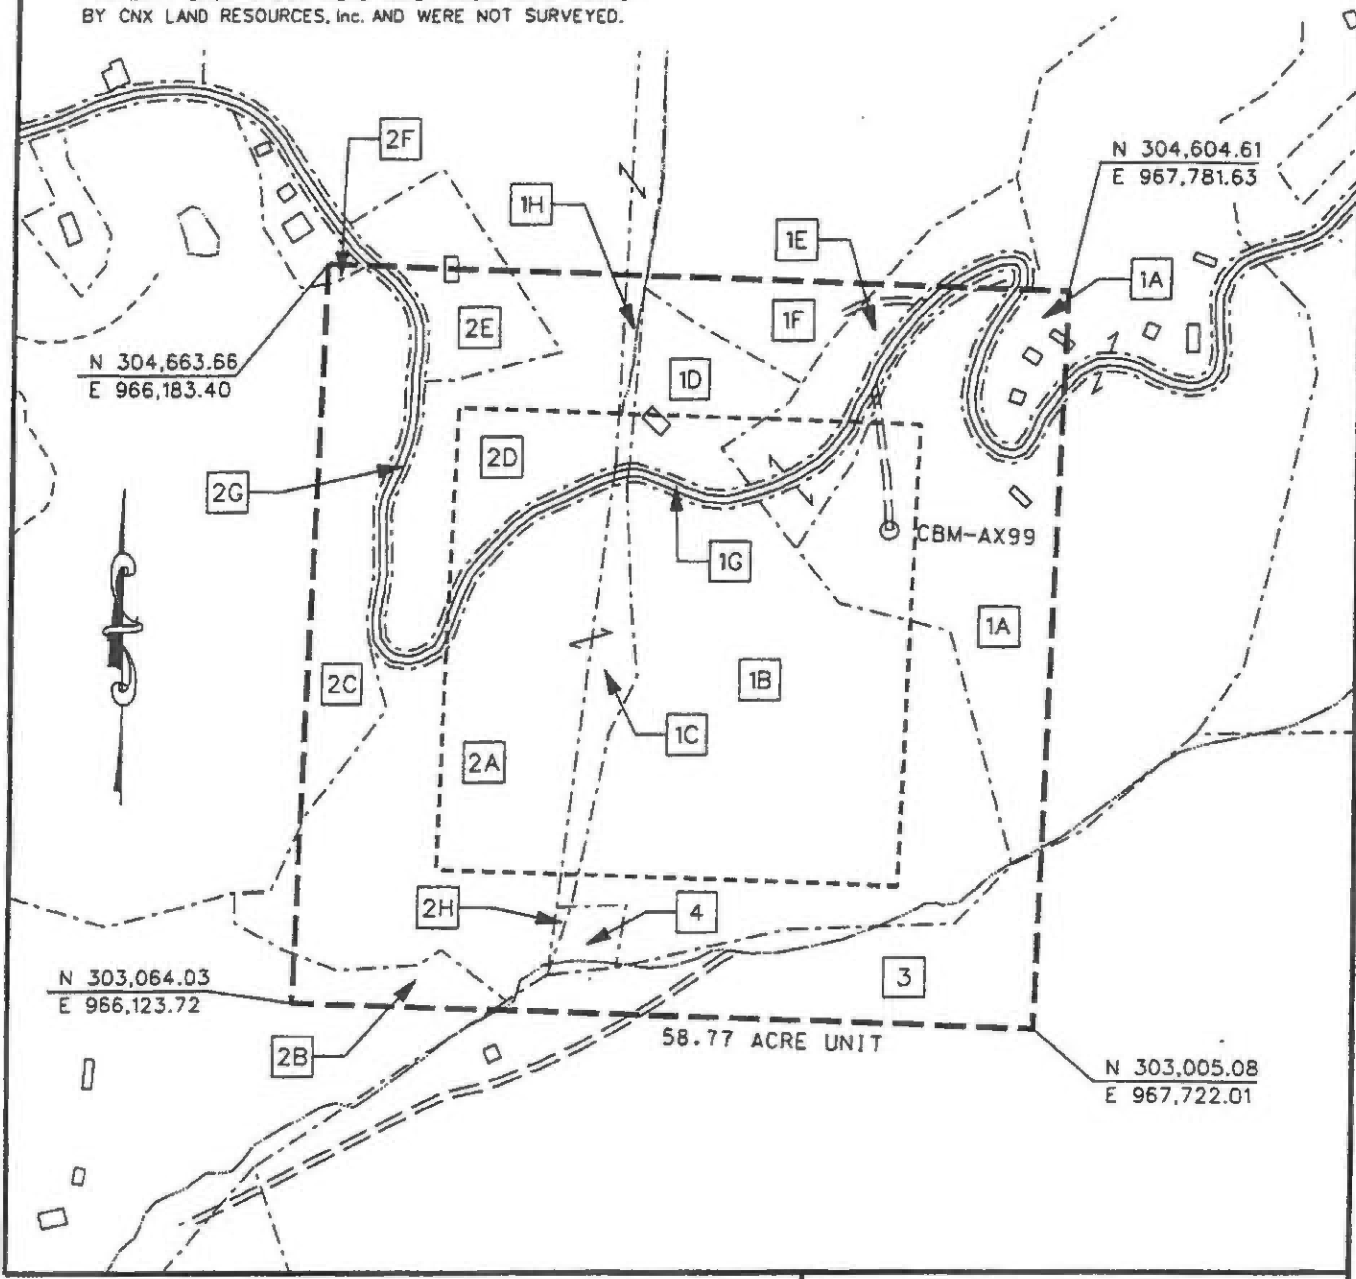 BY CNX LAND RESOURCES, Inc. AND WERE NOT SURVEYED.
2F
N 304,604.61
E 967,781.63
1H
1E
1A
2E
1F
N 304,663.66
E 966,183.40
1D
1
2
2D
2G
CBM-AX99
1G
1A
2C
1B
1C
2A
2H
4
N 303,064.03
E 966,123.72
3
58.77 ACRE UNIT
2B
N 303,005.08
E 967,722.01